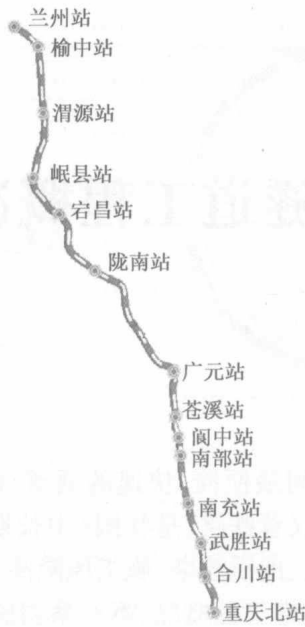 兰州站
榆中站
渭源站
岷县站
宕昌站
陇南站
广元站
苍溪站
阆中站
南部站
南充站
武胜站
合川站
重庆北站